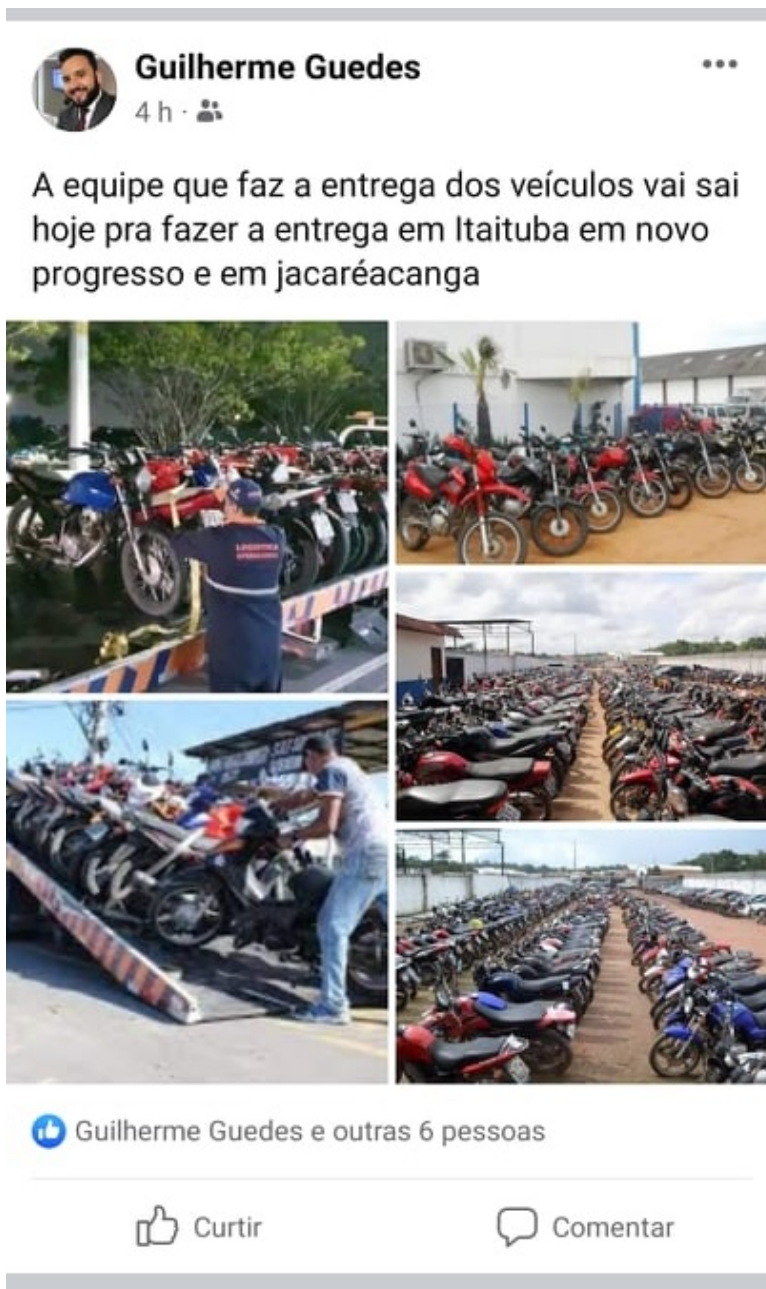 Guilherme Guedes
4 h
A equipe que faz a entrega dos veículos vai sai
hoje pra fazer a entrega em Itaituba em novo
progresso e em jacaréacanga
LOGÍSTICA
Guilherme Guedes e outras 6 pessoas
Curtir
Comentar